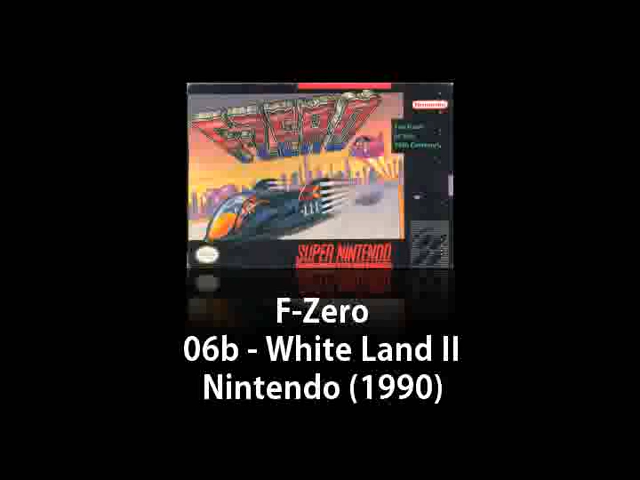 F-ZERO
Nintendo
SUPER NINTENDO
F-Zero
06b - White Land II
Nintendo (1990)